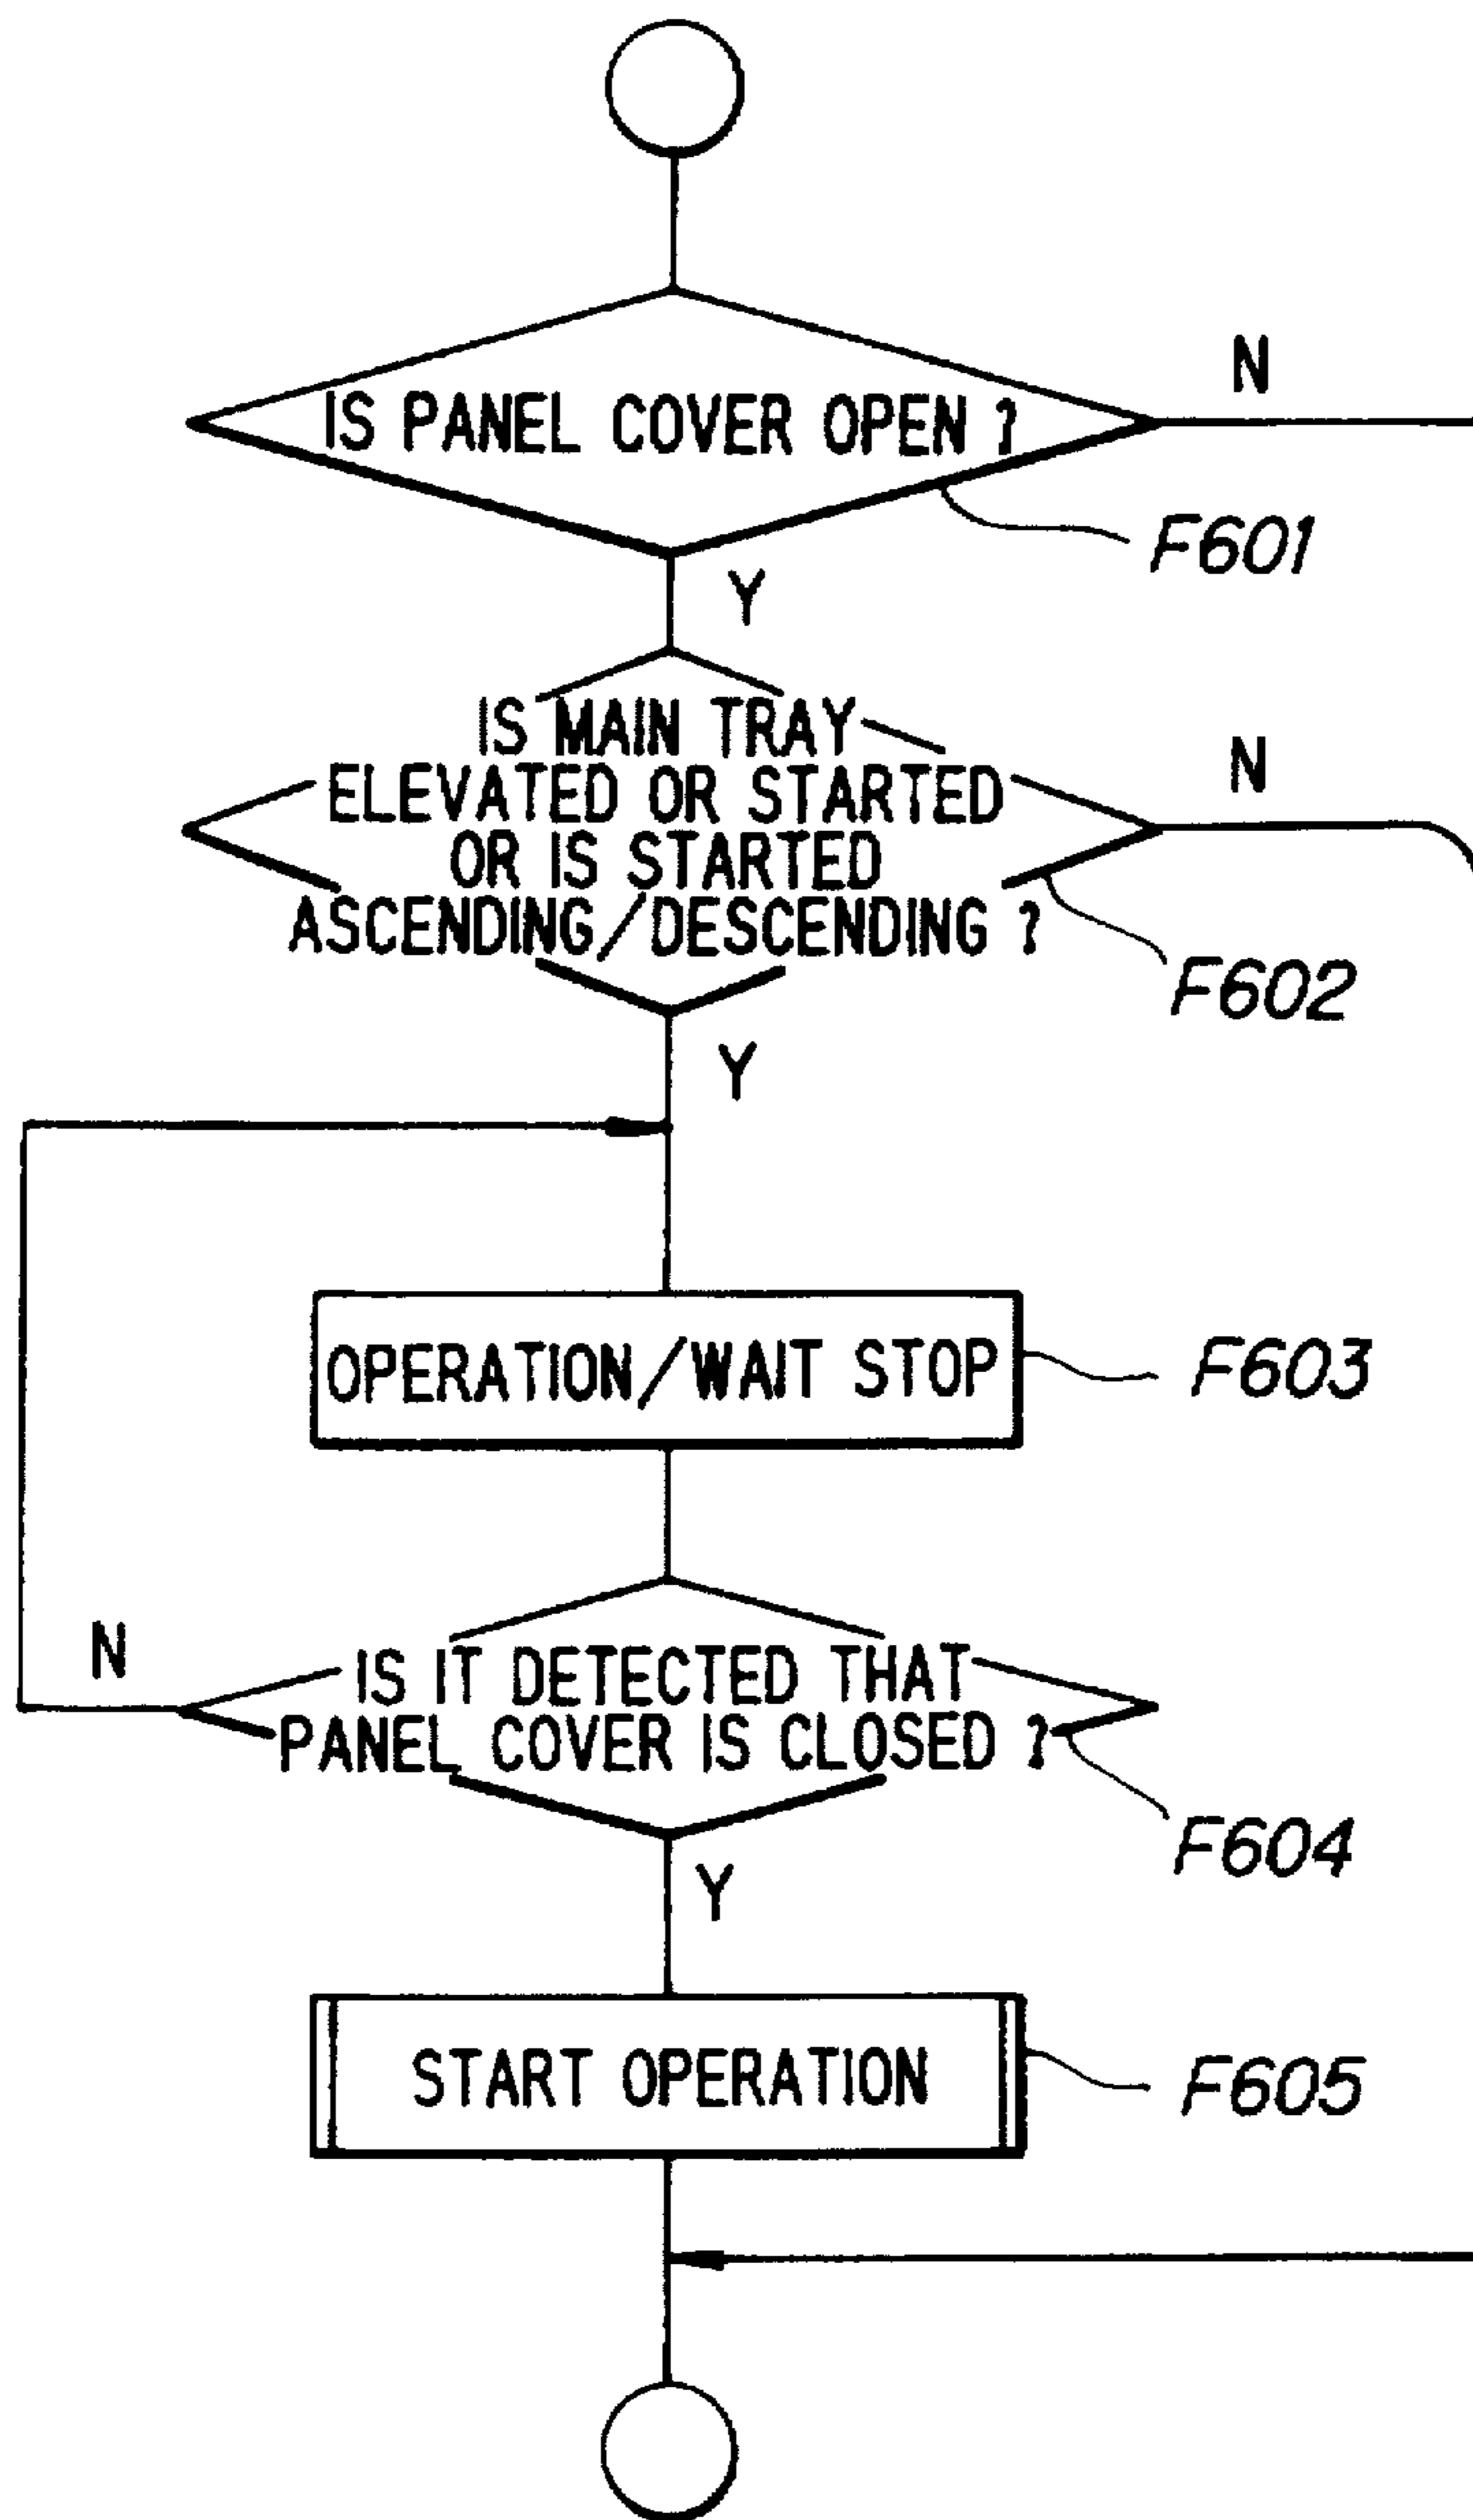 N
IS PANEL COVER OPEN ?
F601
Y
IS MAIN TRAY
ELEVATED OR STARTED
OR IS STARTED
ASCENDING/DESCENDING ?
N
F602
Y
OPERATION/WAIT STOP
F603
N
IS IT DETECTED THAT
PANEL COVER IS CLOSED ?
F604
Y
START OPERATION
F605